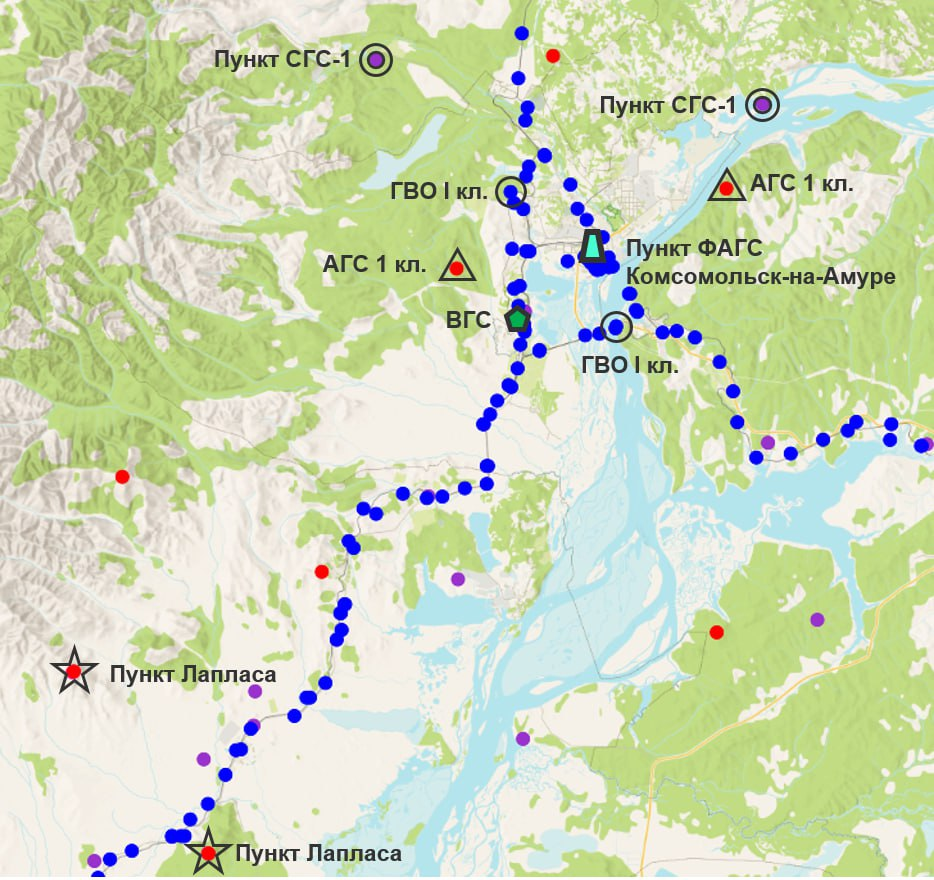 Пункт СГС-1
Пункт СГС-1
ГВО I кл.
АГС 1 кл.
АГС 1 кл.
Пункт ФАГС
Комсомольск-на-Амуре
ВГС
ГВО I кл.
Пункт Лапласа
Пункт Лапласа